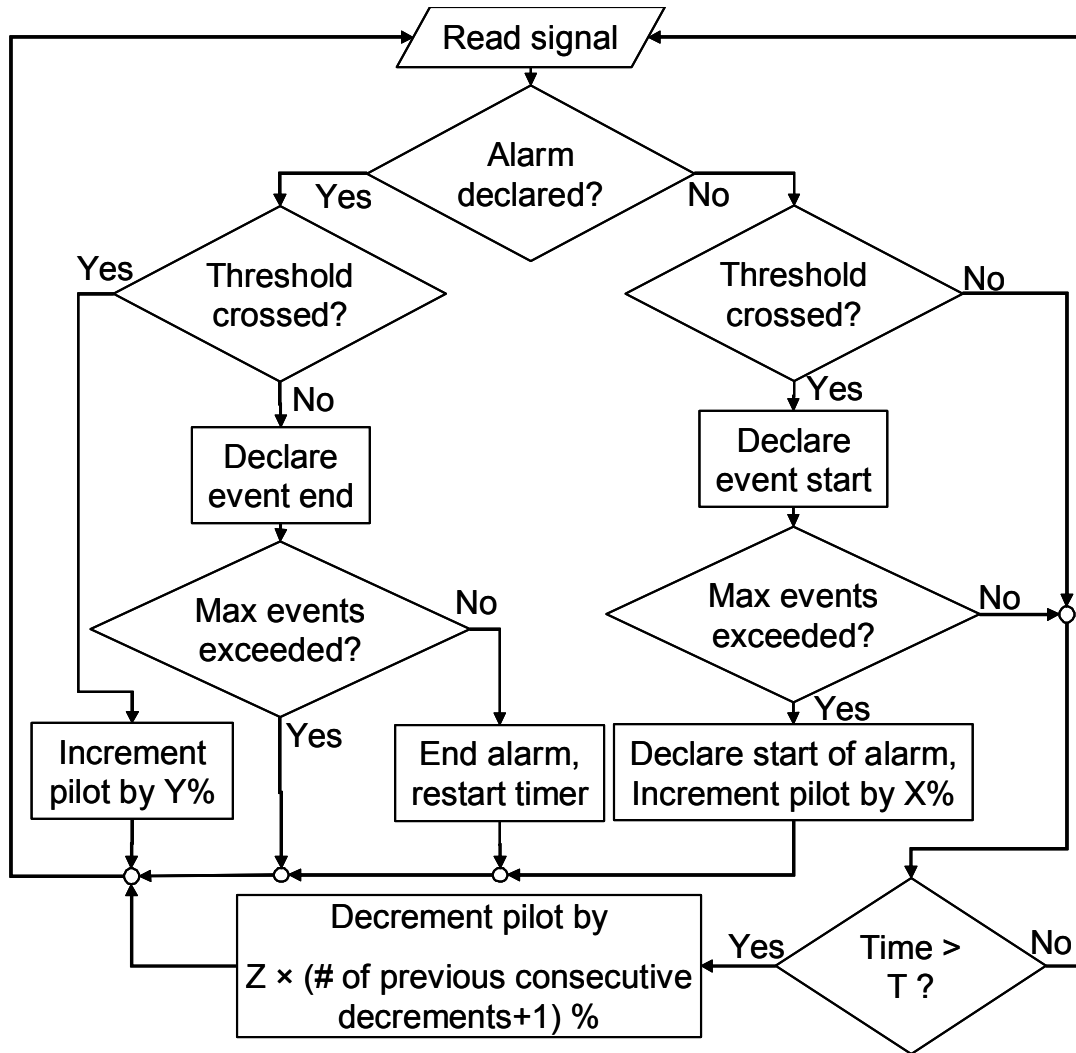 Read signal
Alarm
declared?
Yes
No
Yes
Threshold
crossed?
Threshold
crossed?
No
No
Yes
Declare
event end
Declare
event start
Max events
exceeded?
No
Max events
exceeded?
No
Yes
Yes
Increment
pilot by Y%
End alarm,
restart timer
Declare start of alarm,
Increment pilot by X%
Decrement pilot by
Z × (# of previous consecutive
decrements+1) %
Yes
Time >
T ?
No